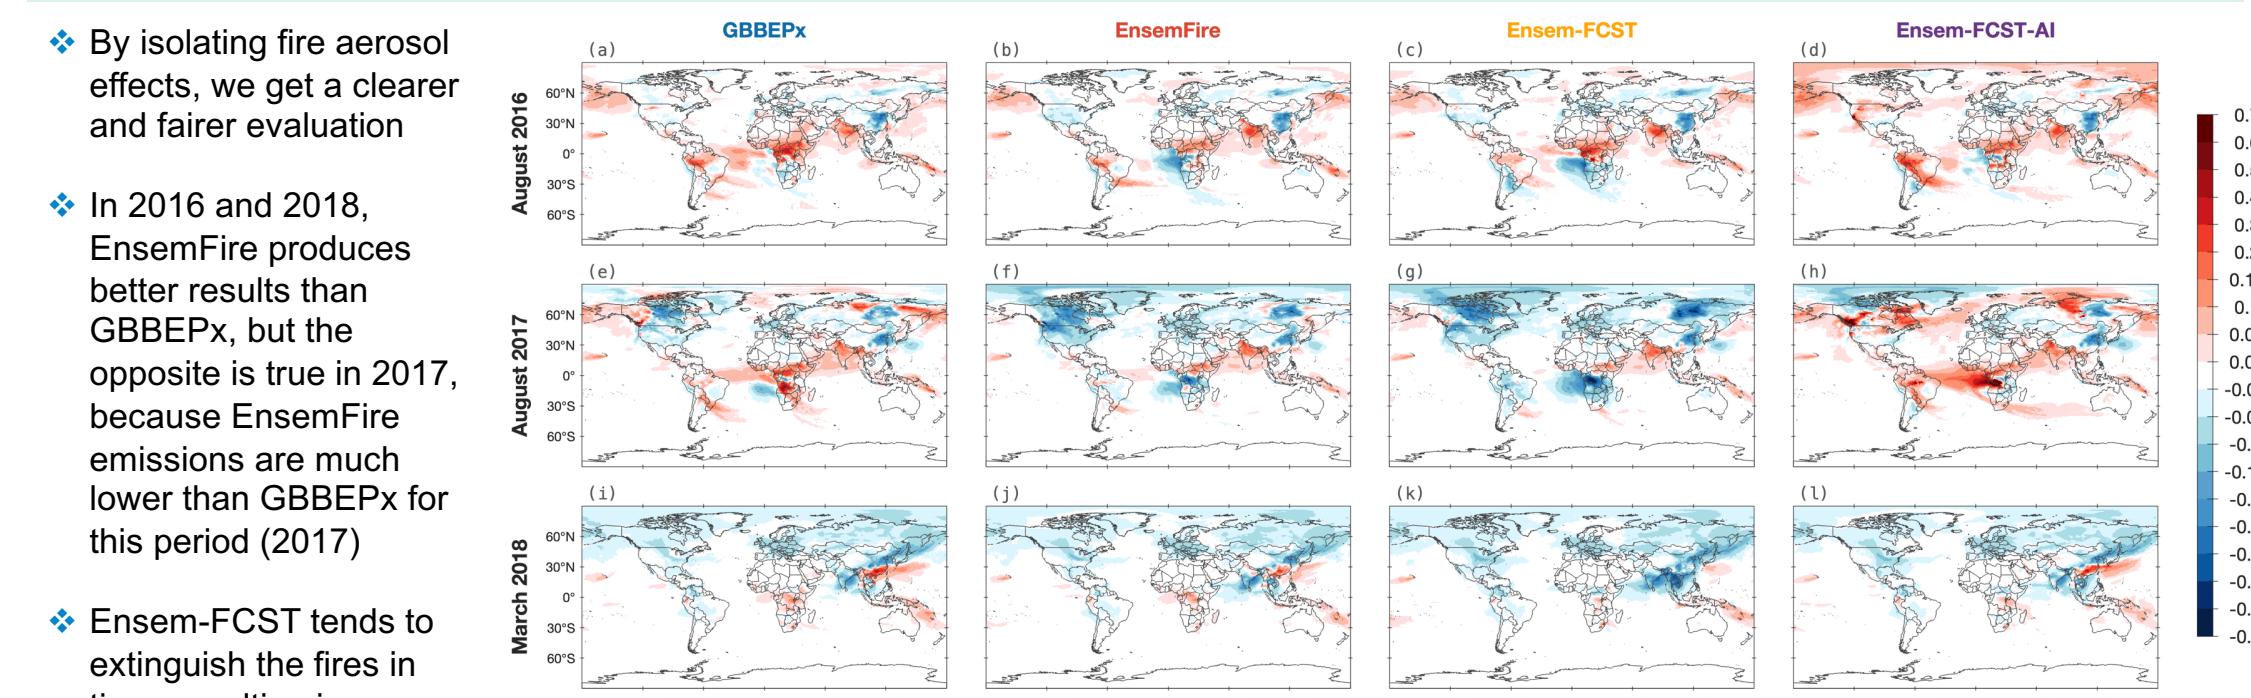 ❖ By isolating fire aerosol
effects, we get a clearer
and fairer evaluation
❖ In 2016 and 2018,
EnsemFire produces
better results than
GBBEPx, but the
opposite is true in 2017,
because EnsemFire
emissions are much
lower than GBBEPx for
this period (2017)
❖ Ensem-FCST tends to
extinguish the fires in
GBBEPx EnsemFire Ensem-FCST Ensem-FCST-AI
(a) (b) (c) (d)
August 2016
60°N
30°N
0°
30°S
60°S
(e) (f) (g) (h)
August 2017
60°N
30°N
0°
30°S
60°S
(i) (j) (k) (l)
March 2018
60°N
30°N
0°
30°S
60°S